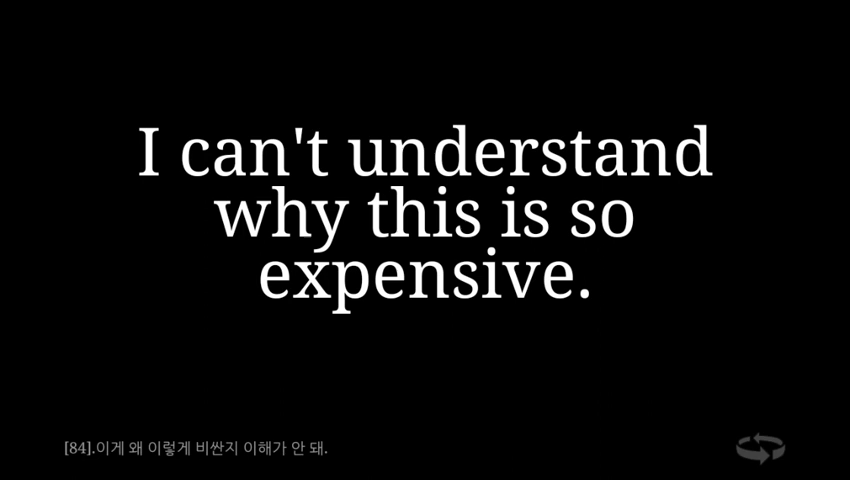 I can't understand
why this is so
expensive.
[84].이게 왜 이렇게 비싼지 이해가 안 돼.